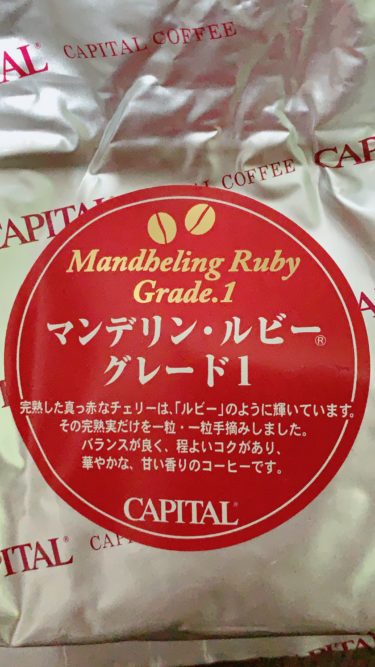 CAPITAL CAPITAL COFFEE
CAPITAL
CAPITAL COFFEE
CAPITAL
Mandheling Ruby
Grade.1
マンデリン・ルビー®
グレード1
完熟した真っ赤なチェリーは、「ルビー」のように輝いています。
その完熟実だけを一粒・一粒手摘みしました。
バランスが良く、程よいコクがあり、
華やかな、甘い香りのコーヒーです。
CAPITAL®
CAPITAL